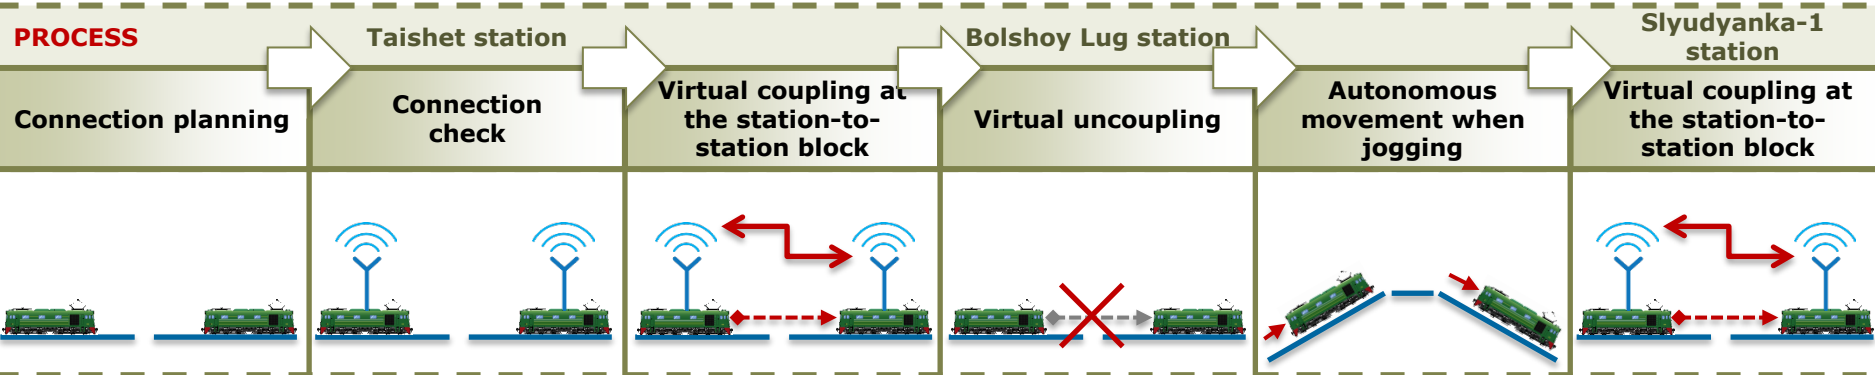 PROCESS
Taishet station
Bolshoy Lug station
Slyudyanka-1
station
Connection planning
Connection
check
Virtual coupling at
the station-to-
station block
Virtual uncoupling
Autonomous
movement when
jogging
Virtual coupling at
the station-to-
station block